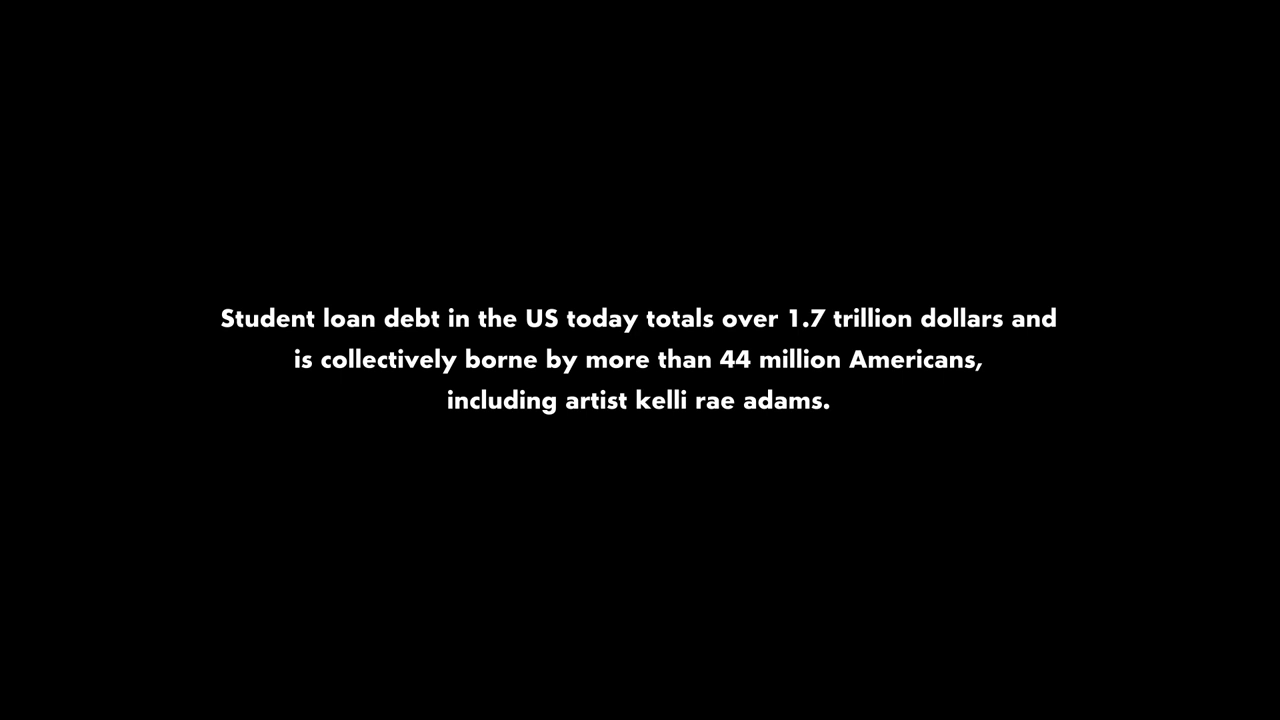 Student loan debt in the US today totals over 1.7 trillion dollars and
is collectively borne by more than 44 million Americans,
including artist kelli rae adams.